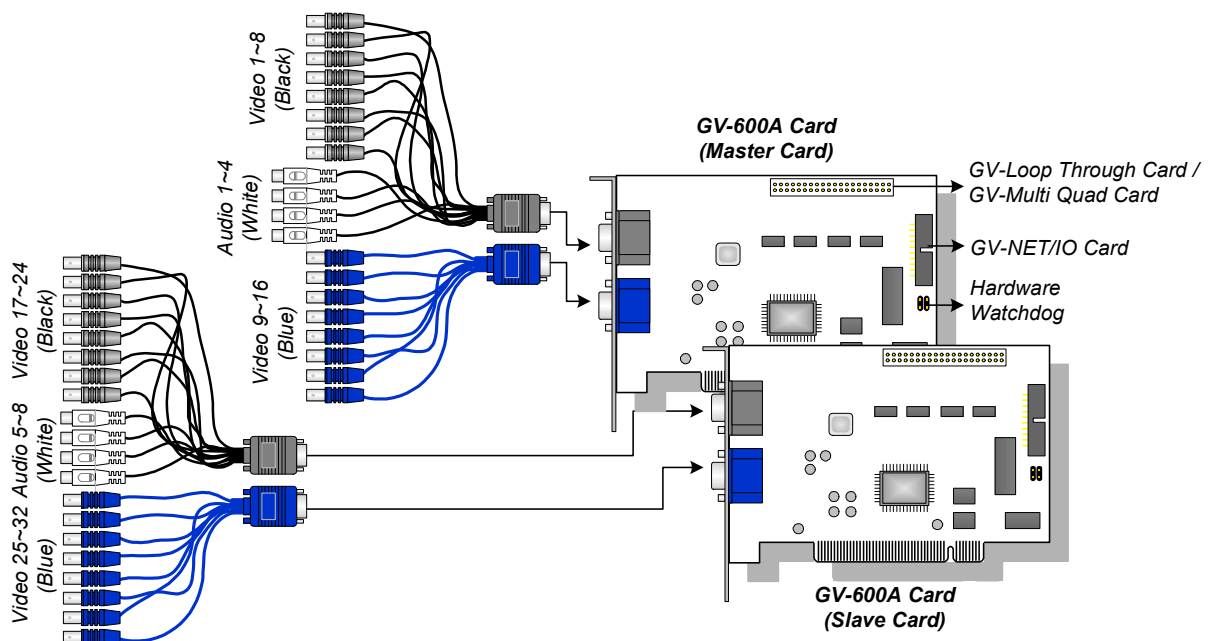 Video 1~8
(Black)
Audio 1~4
(White)
Video 9~16
(Blue)
Video 17~24
(Black)
Audio 5~8
(White)
Video 25~32
(Blue)
GV-600A Card
(Master Card)
GV-Loop Through Card /
GV-Multi Quad Card
GV-NET/IO Card
Hardware
Watchdog
GV-600A Card
(Slave Card)